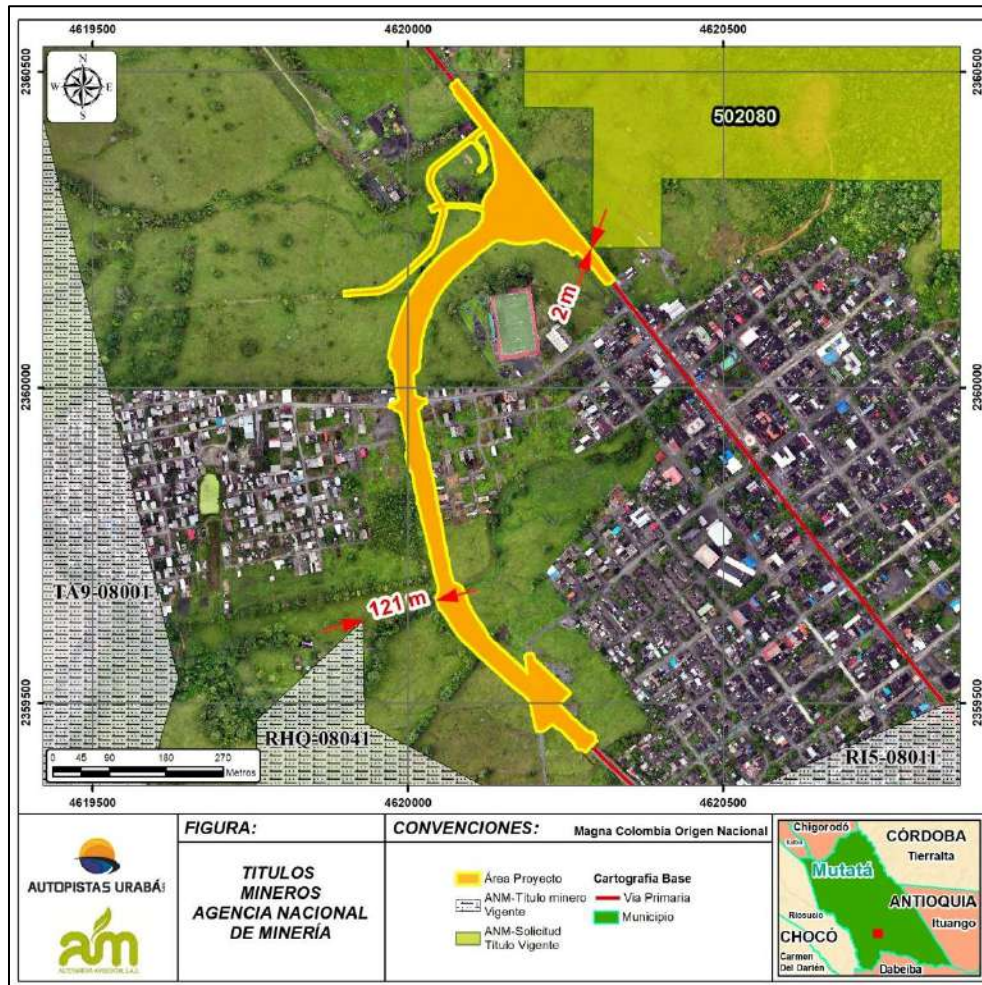 4619500
4620000
4620500
2360500
2360500
N
W
E
S
502080
2 m
2360000
2360000
121 m
TA9-08001
2359500
2359500
RHQ-08041
RI5-08011
0 45 90 180 270
Metros
4619500
4620000
4620500
AUTOPISTAS URABÁ
am
FIGURA:
TITULOS
MINEROS
AGENCIA NACIONAL
DE MINERÍA
CONVENCIONES:
Magna Colombia Origen Nacional
Área Proyecto
ANM-Título minero
Vigente
ANM-Solicitud
Titulo Vigente
Cartografía Base
Vía Primaria
Municipio
Chigorodó
CÓRDOBA
Tierralta
Mutatá
ANTIOQUIA
Ituango
Riosucio
CHOCÓ
Carmen
Del Darién
Dabeiba